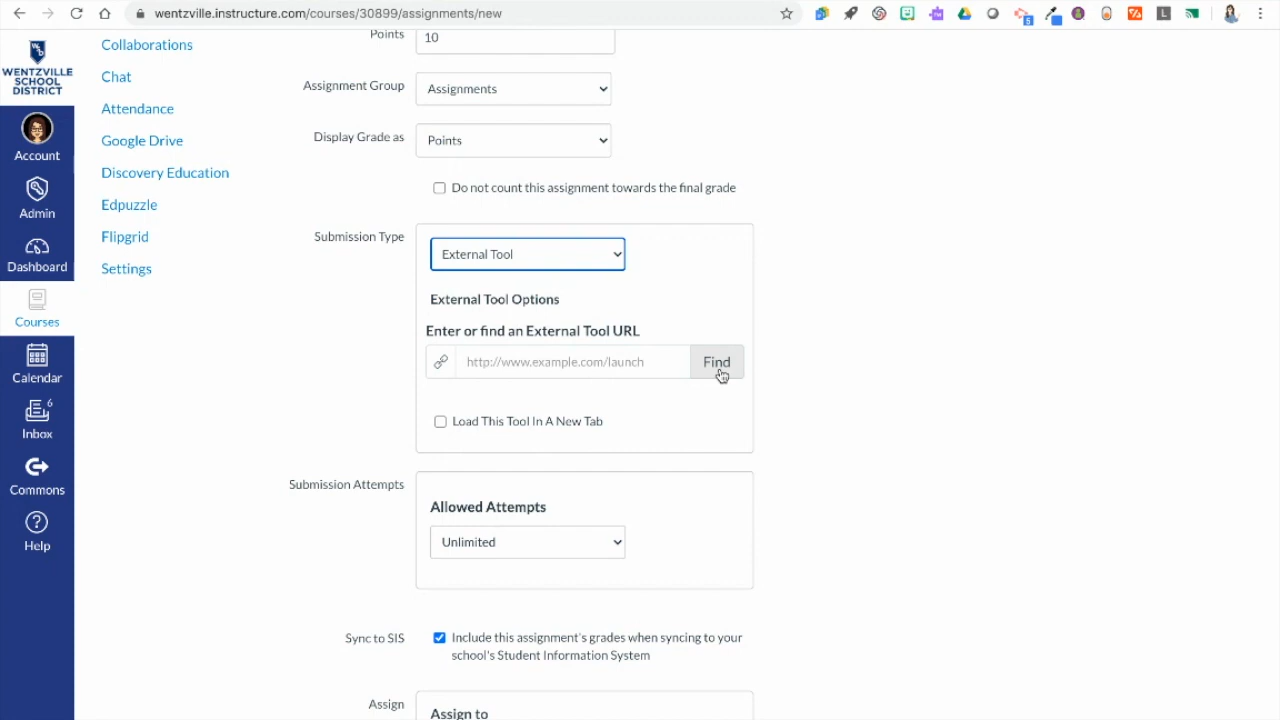 wentzville.instructure.com/courses/30899/assignments/new
5
L
WENTZVILLE
SCHOOL
DISTRICT
Account
Admin
Dashboard
Courses
Calendar
6
Inbox
Commons
Help
Collaborations
Chat
Attendance
Google Drive
Discovery Education
Edpuzzle
Flipgrid
Settings
Points
10
Assignment Group
Assignments
Display Grade as
Points
Do not count this assignment towards the final grade
Submission Type
External Tool
External Tool Options
Enter or find an External Tool URL
http://www.example.com/launch
Find
Load This Tool In A New Tab
Submission Attempts
Allowed Attempts
Unlimited
Sync to SIS
Include this assignment's grades when syncing to your
school's Student Information System
Assign
Assign to